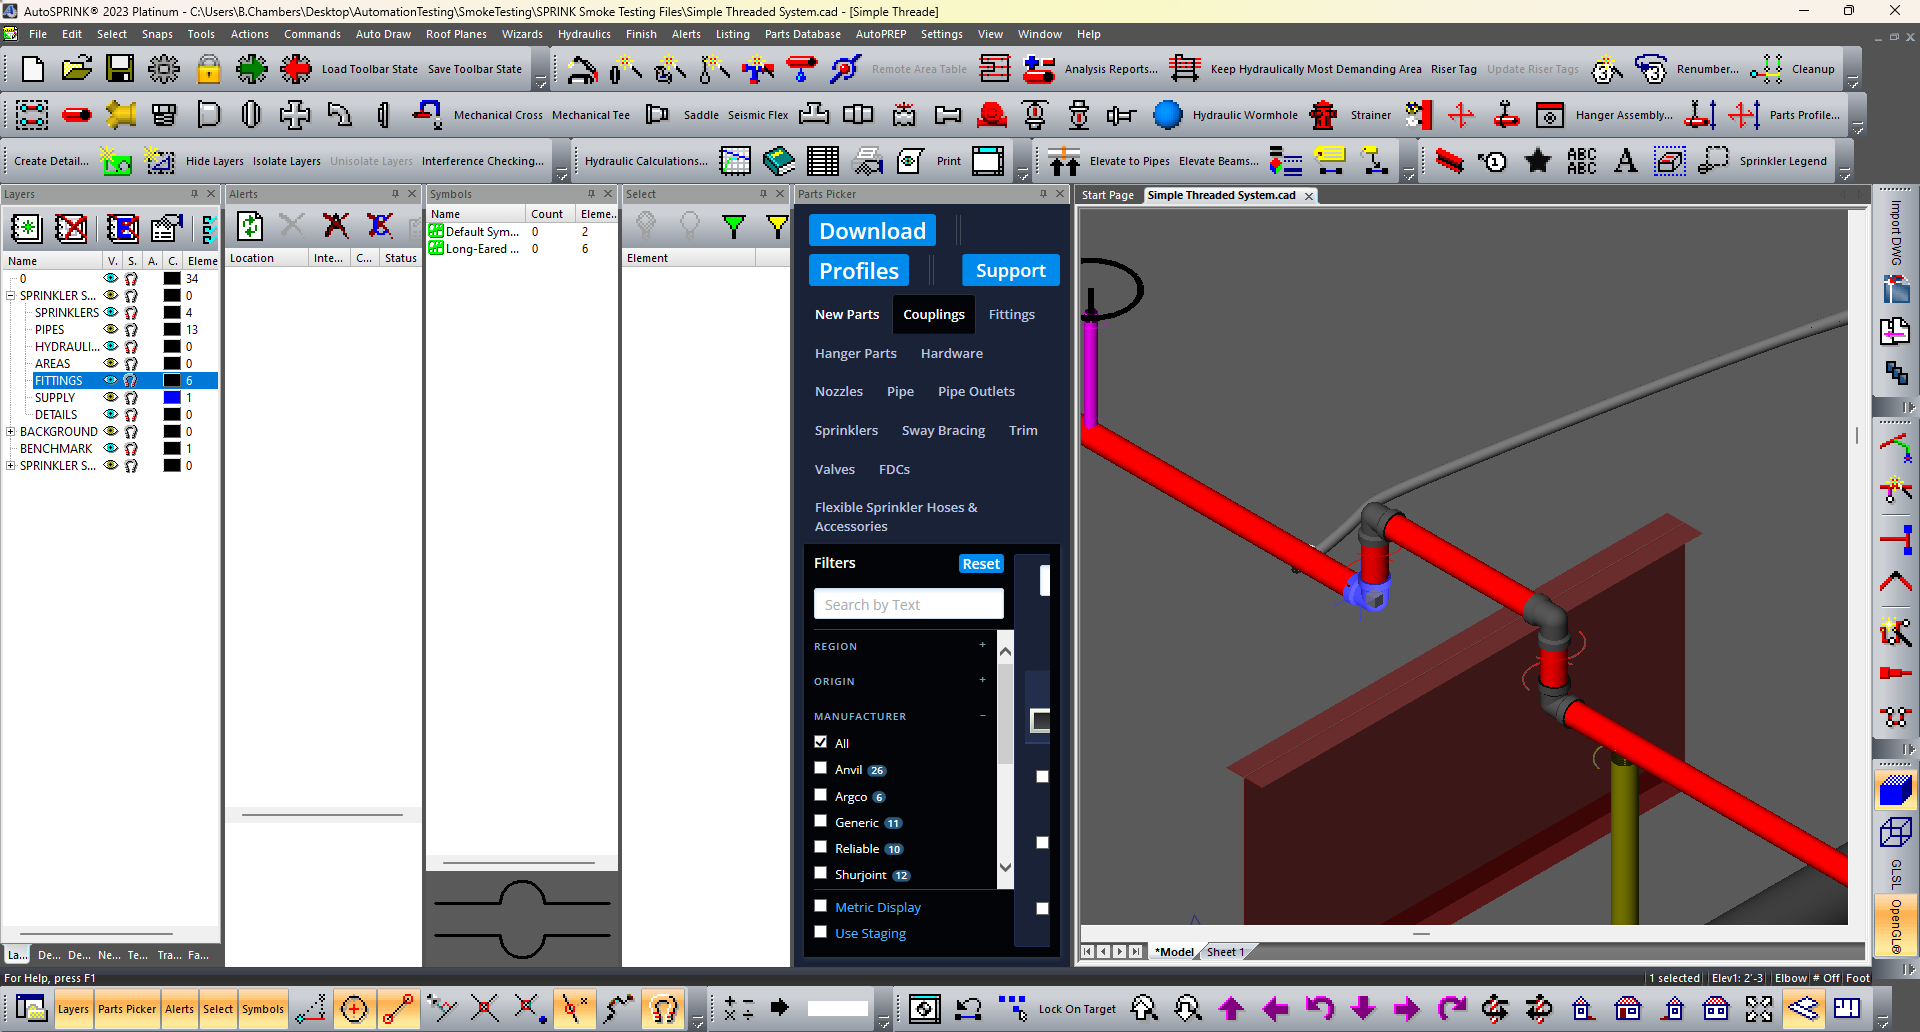 AutoSPRINK® 2023 Platinum - C:\Users\B.Chambers\Desktop\AutomationTesting\SmokeTesting\SPRINK Smoke Testing Files\Simple Threaded System.cad - [Simple Threade]
File Edit Select Snaps Tools Actions Commands Auto Draw Roof Planes Wizards Hydraulics Finish Alerts Listing Parts Database AutoPREP Settings View Window Help
Load Toolbar State Save Toolbar State Remote Area Table Analysis Reports... Keep Hydraulically Most Demanding Area Riser Tag Update Riser Tags Renumber... Cleanup
Mechanical Cross Mechanical Tee Saddle Seismic Flex Hydraulic Wormhole Strainer Hanger Assembly... Parts Profile...
Create Detail... Hide Layers Isolate Layers Unisolate Layers Interference Checking... Hydraulic Calculations... Print Elevate to Pipes Elevate Beams... ABC ABC A Sprinkler Legend
Layers
Name V. S. A. C. Eleme
0 34
SPRINKLER S... 0
SPRINKLERS 4
PIPES 13
HYDRAULI... 0
AREAS 0
FITTINGS 6
SUPPLY 1
DETAILS 0
BACKGROUND 0
BENCHMARK 1
SPRINKLER S... 0
La... De... De... Ne... Te... Tra... Fa...
Alerts
Location Inte... C... Status
Symbols
Name Count Eleme...
Default Sym... 0 2
Long-Eared ... 0 6
Select
Element
Parts Picker
Download
Profiles Support
New Parts Couplings Fittings
Hanger Parts Hardware
Nozzles Pipe Pipe Outlets
Sprinklers Sway Bracing Trim
Valves FDCs
Flexible Sprinkler Hoses &
Accessories
Filters Reset
Search by Text
REGION +
ORIGIN +
MANUFACTURER −
All
Anvil 26
Argco 6
Generic 11
Reliable 10
Shurjoint 12
Metric Display
Use Staging
Start Page Simple Threaded System.cad
*Model Sheet 1
Import DWG
GLSL
OpenGL®
For Help, press F1 1 selected Elev1: 2'-3 Elbow # Off Foot
Layers Parts Picker Alerts Select Symbols Lock On Target